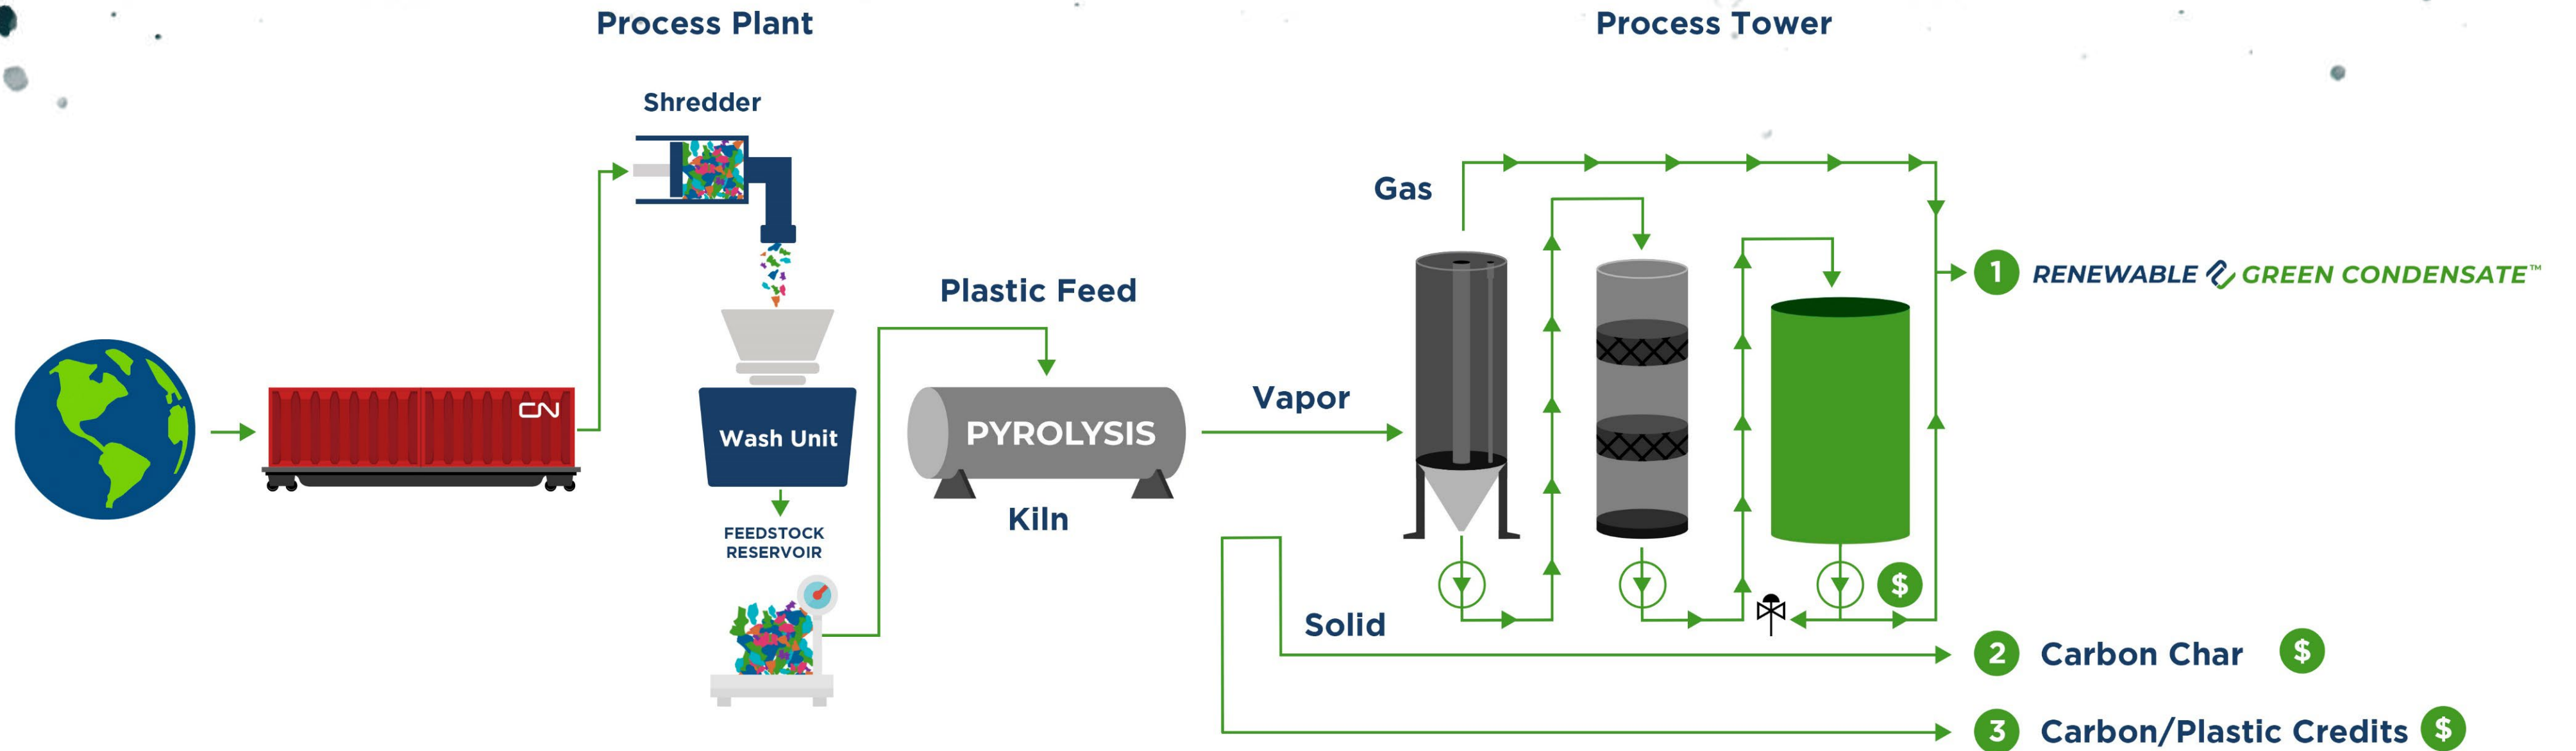 Process Plant
Process Tower
Shredder
Gas
Plastic Feed
1 RENEWABLE GREEN CONDENSATE™
Vapor
CN
Wash Unit
PYROLYSIS
Kiln
FEEDSTOCK
RESERVOIR
$
Solid
2 Carbon Char $
3 Carbon/Plastic Credits $